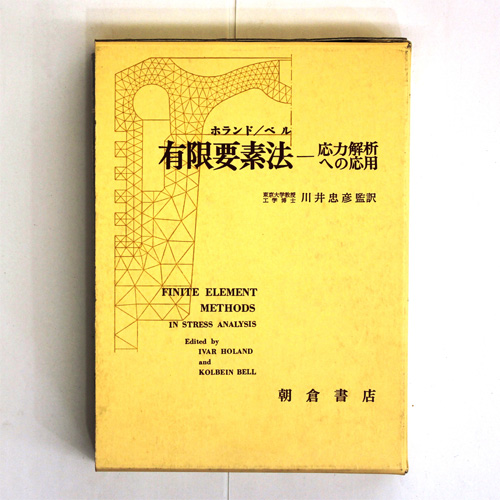 ホランド/ベル
有限要素法―応力解析
への応用
東京大学教授
工学博士 川井忠彦監訳
FINITE ELEMENT
METHODS
IN STRESS ANALYSIS
Edited by
IVAR HOLAND
and
KOLBEIN BELL
朝倉書店